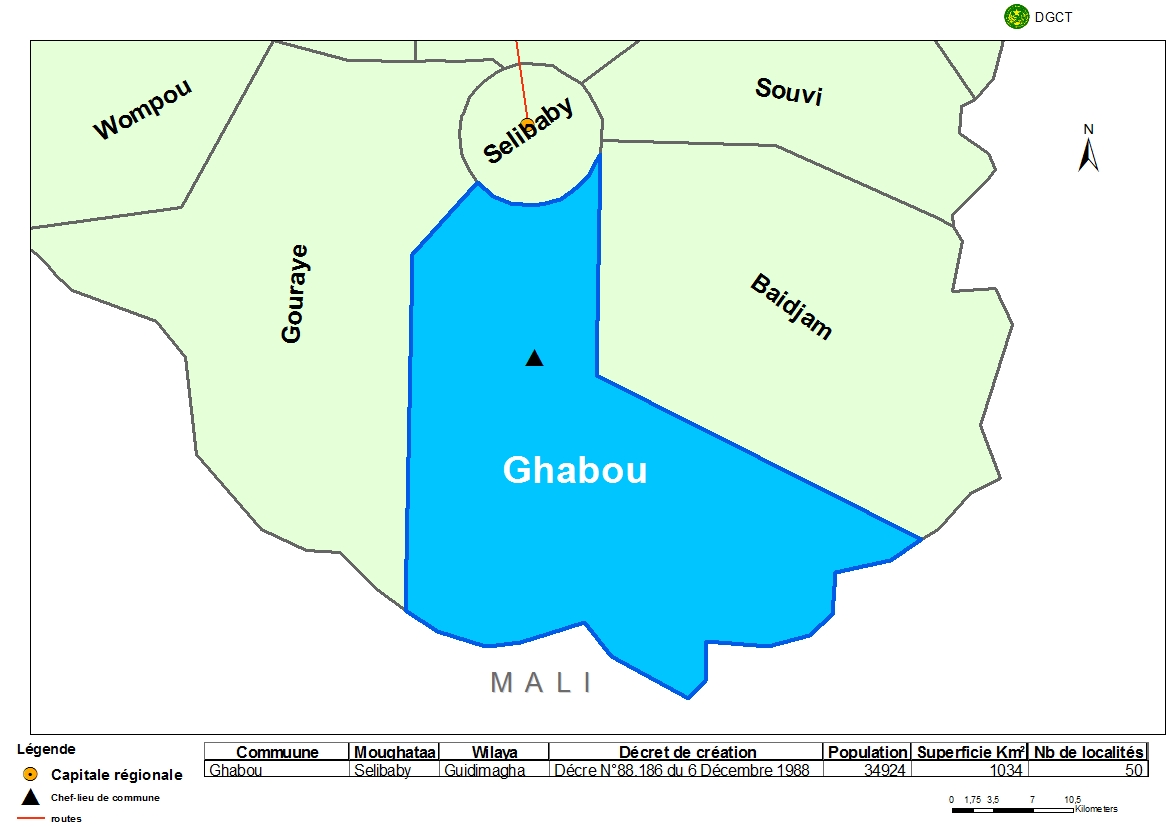 DGCT
Wompou
Selibaby
Souvi
N
Gouraye
Baidjam
Ghabou
MALI
Légende
Capitale régionale
Chef-lieu de commune
routes
Commuune Moughataa Wilaya Décret de création Population Superficie Km² Nb de localités
Ghabou Selibaby Guidimagha Décre N°88.186 du 6 Décembre 1988 34924 1034 50
0 1,75 3,5 7 10,5
Kilometers